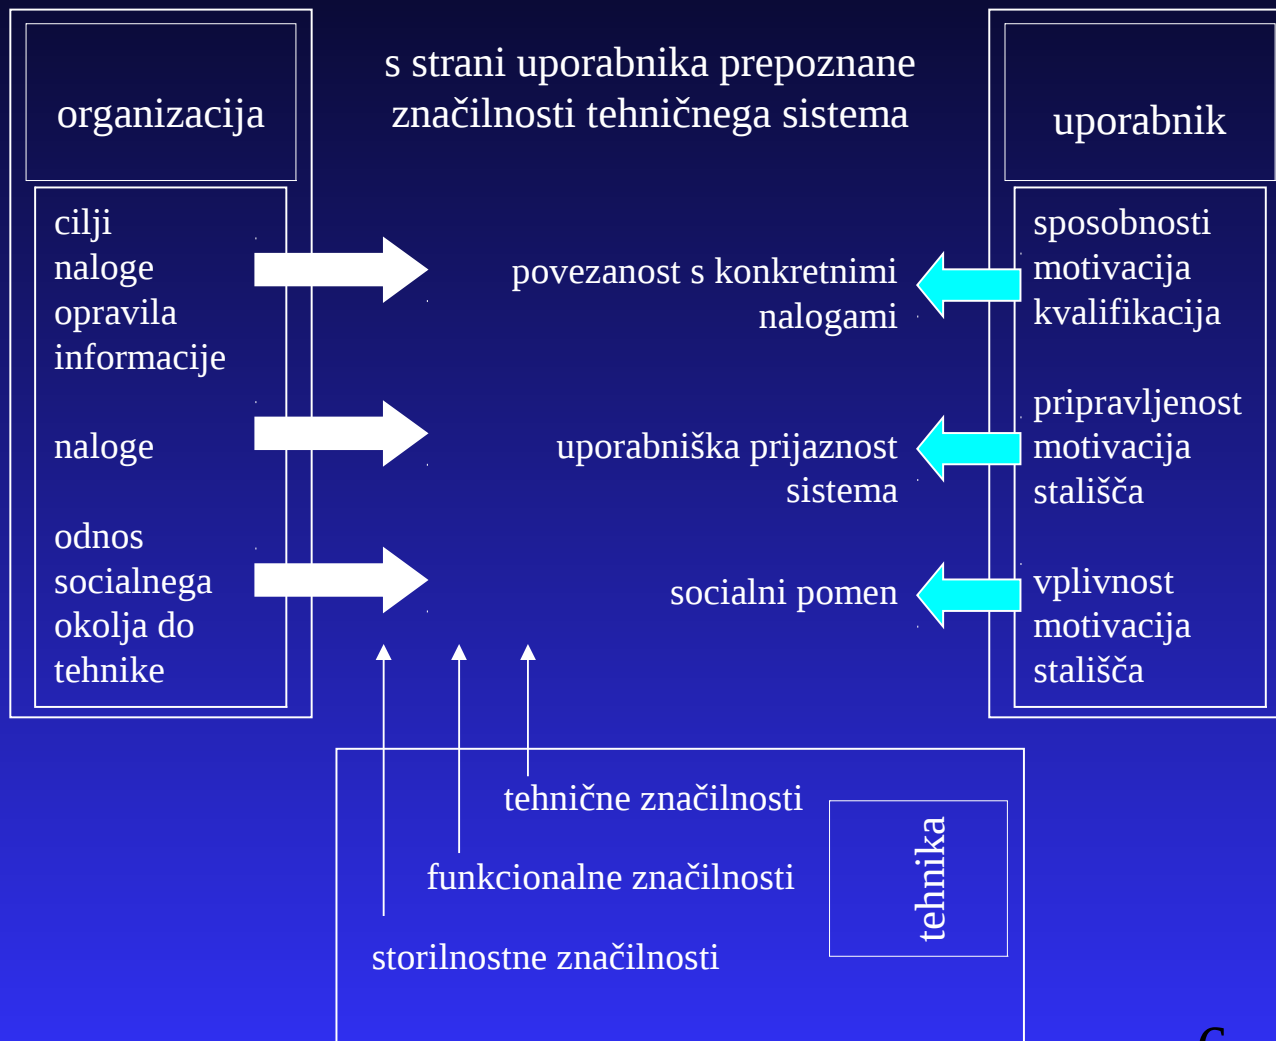 organizacija
s strani uporabnika prepoznane
značilnosti tehničnega sistema
uporabnik
cilji
naloge
opravila
informacije
naloge
odnos
socialnega
okolja do
tehnike
povezanost s konkretnimi
nalogami
uporabniška prijaznost
sistema
socialni pomen
sposobnosti
motivacija
kvalifikacija
pripravljenost
motivacija
stališča
vplivnost
motivacija
stališča
tehnične značilnosti
funkcionalne značilnosti
storilnostne značilnosti
tehnika